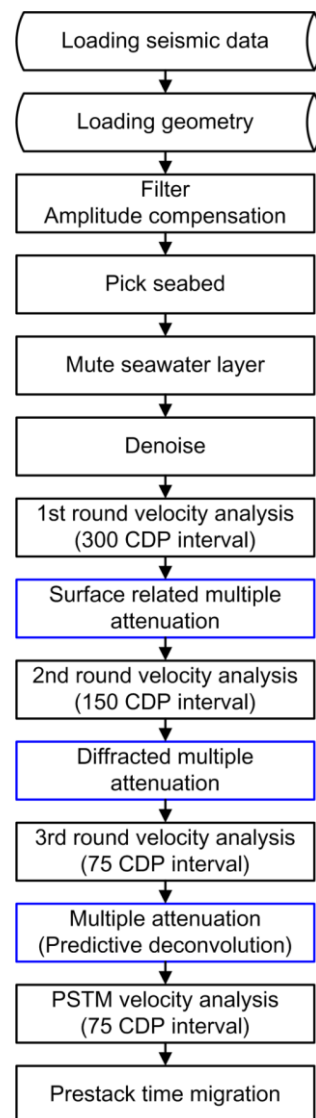 Loading seismic data
Loading geometry
Filter
Amplitude compensation
Pick seabed
Mute seawater layer
Denoise
1st round velocity analysis
(300 CDP interval)
Surface related multiple
attenuation
2nd round velocity analysis
(150 CDP interval)
Diffracted multiple
attenuation
3rd round velocity analysis
(75 CDP interval)
Multiple attenuation
(Predictive deconvolution)
PSTM velocity analysis
(75 CDP interval)
Prestack time migration